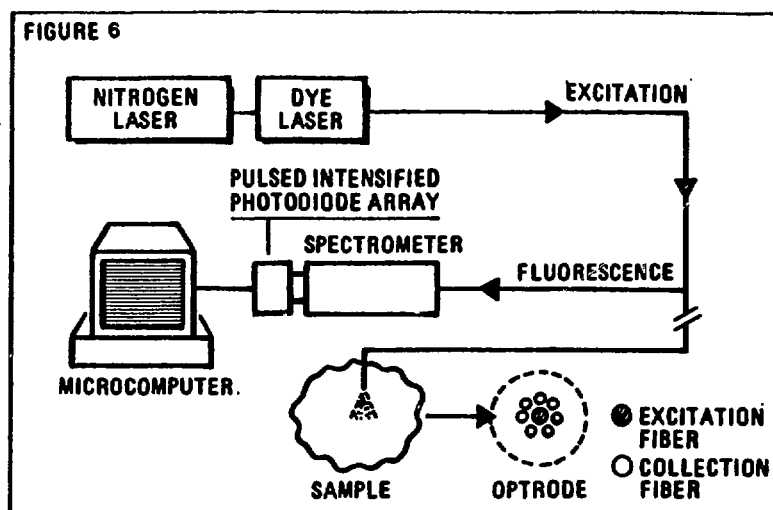 FIGURE 6
NITROGEN
LASER
DYE
LASER
EXCITATION
PULSED INTENSIFIED
PHOTODIODE ARRAY
SPECTROMETER
FLUORESCENCE
MICROCOMPUTER.
SAMPLE
OPTRODE
EXCITATION
FIBER
COLLECTION
FIBER